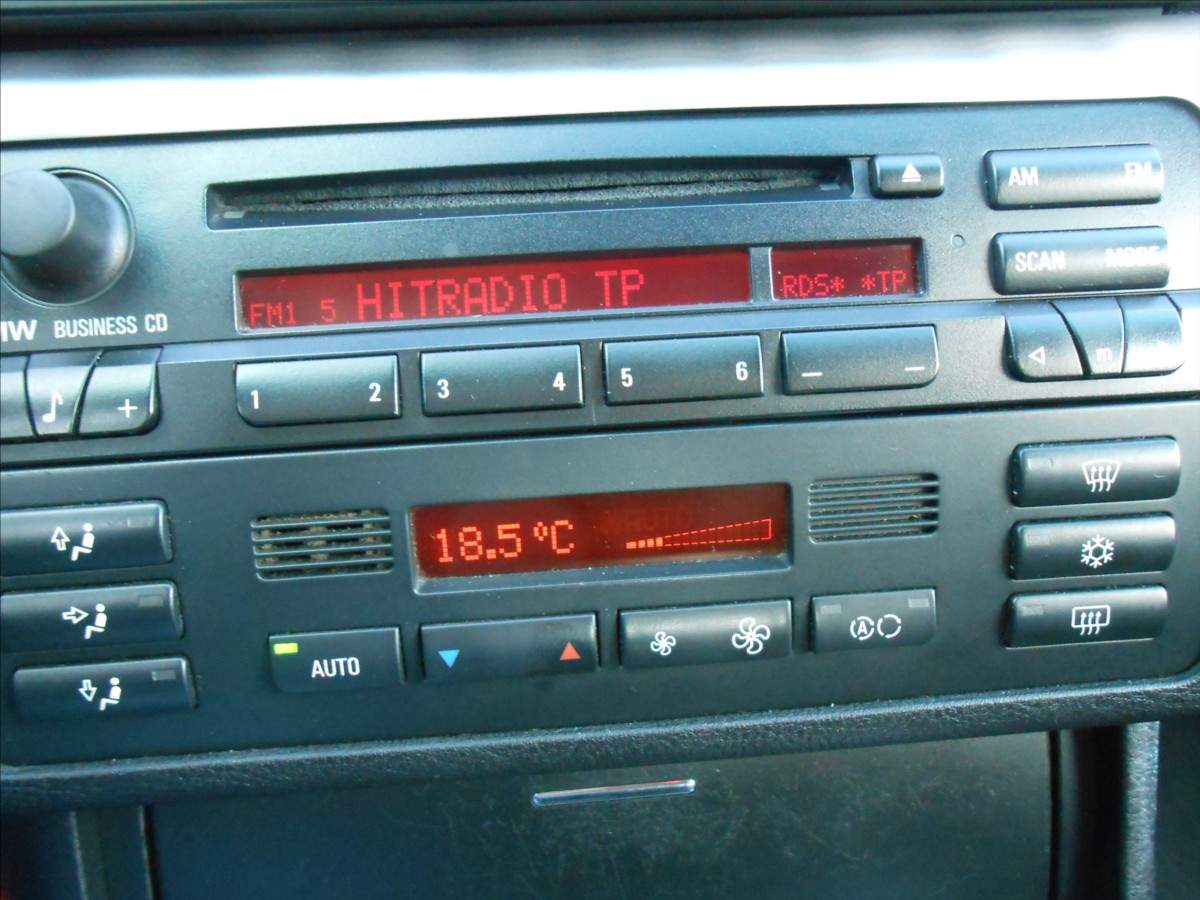 AM FM
SCAN MODE
FM1 5 HITRADIO TP RDS* *TP
BUSINESS CD
1 2 3 4 5 6
m
18.5°C
AUTO
A